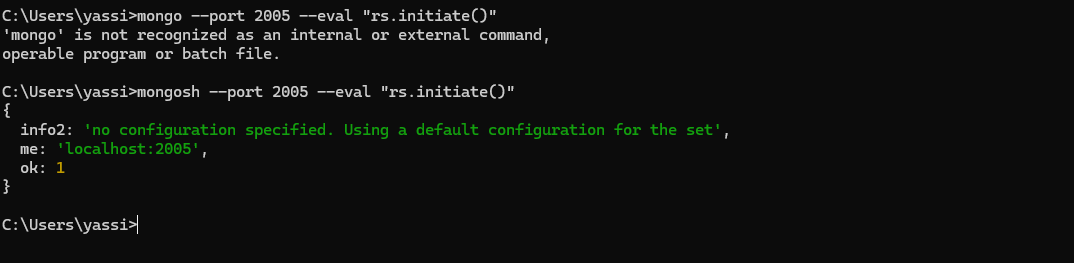 C:\Users\yassi>mongo --port 2005 --eval "rs.initiate()"
'mongo' is not recognized as an internal or external command,
operable program or batch file.
C:\Users\yassi>mongosh --port 2005 --eval "rs.initiate()"
{
  info2: 'no configuration specified. Using a default configuration for the set',
  me: 'localhost:2005',
  ok: 1
}
C:\Users\yassi>